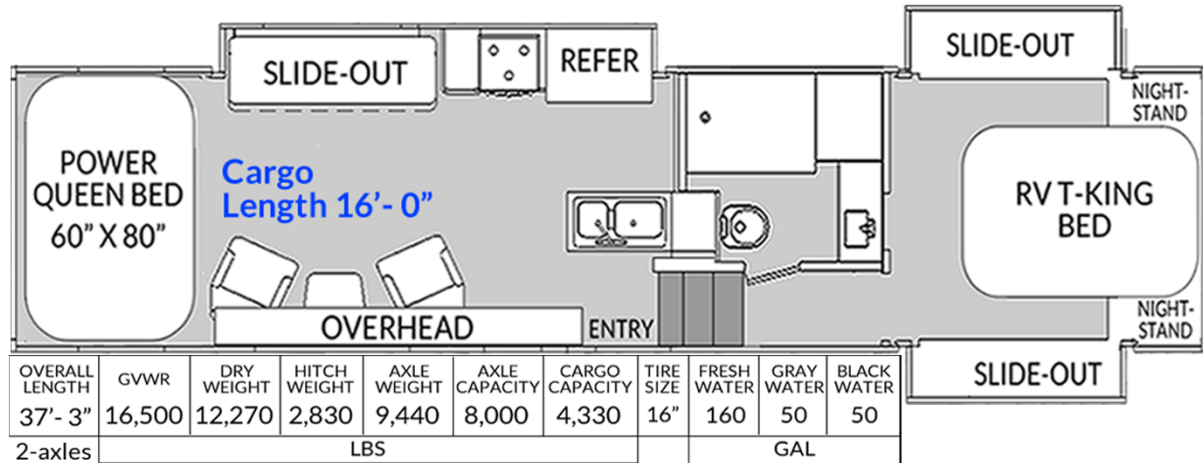 SLIDE-OUT
REFER
SLIDE-OUT
NIGHT-
STAND
POWER
QUEEN BED
60” X 80”
Cargo
Length 16’- 0”
RV T-KING
BED
OVERHEAD
ENTRY
NIGHT-
STAND
SLIDE-OUT
OVERALL LENGTH GVWR DRY WEIGHT HITCH WEIGHT AXLE WEIGHT AXLE CAPACITY CARGO CAPACITY TIRE SIZE FRESH WATER GRAY WATER BLACK WATER
37’- 3” 16,500 12,270 2,830 9,440 8,000 4,330 16” 160 50 50
2-axles LBS GAL